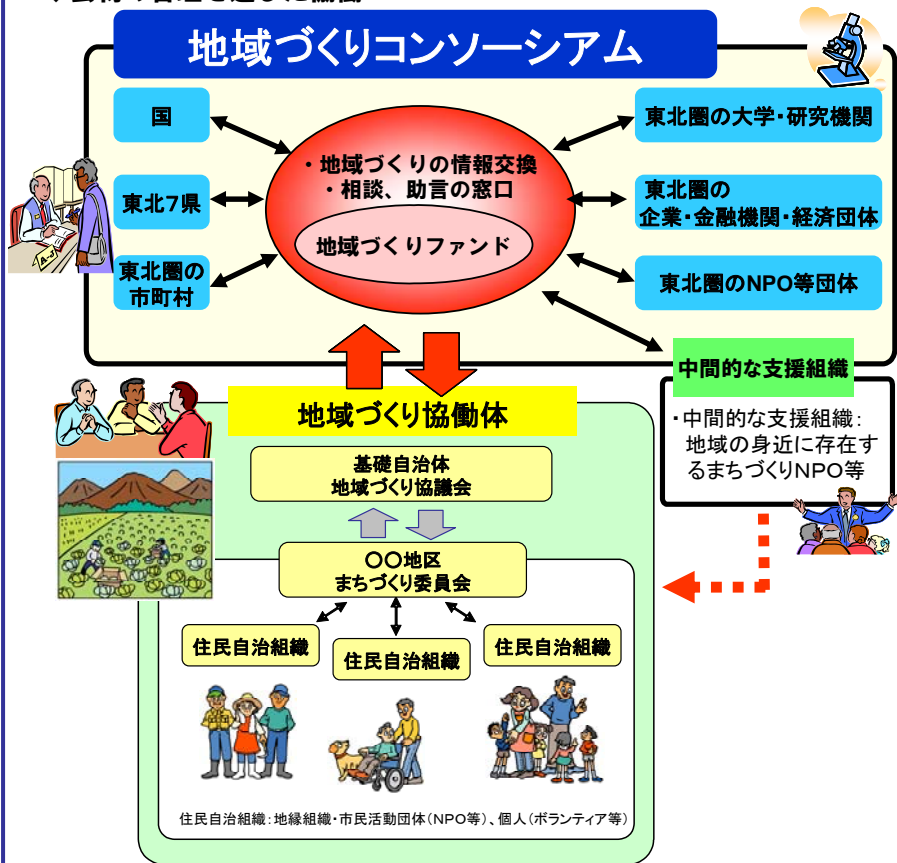 地域づくりコンソーシアム
国
東北7県
東北圏の
市町村
・地域づくりの情報交換
・相談、助言の窓口
地域づくりファンド
東北圏の大学・研究機関
東北圏の
企業・金融機関・経済団体
東北圏のNPO等団体
A-J
中間的な支援組織
・中間的な支援組織:
地域の身近に存在す
るまちづくりNPO等
地域づくり協働体
基礎自治体
地域づくり協議会
〇〇地区
まちづくり委員会
住民自治組織
住民自治組織
住民自治組織
住民自治組織:地縁組織・市民活動団体(NPO等)、個人(ボランティア等)